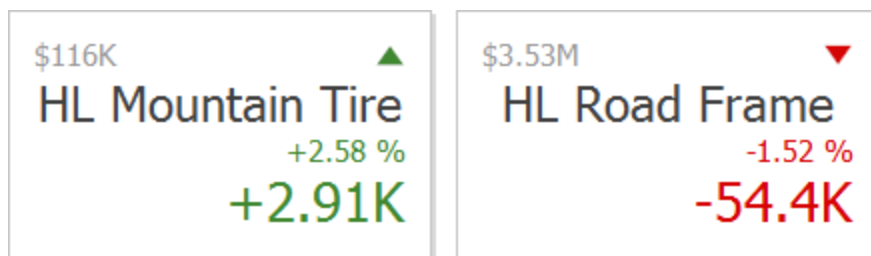 $116K
HL Mountain Tire
+2.58 %
+2.91K
$3.53M
HL Road Frame
-1.52 %
-54.4K